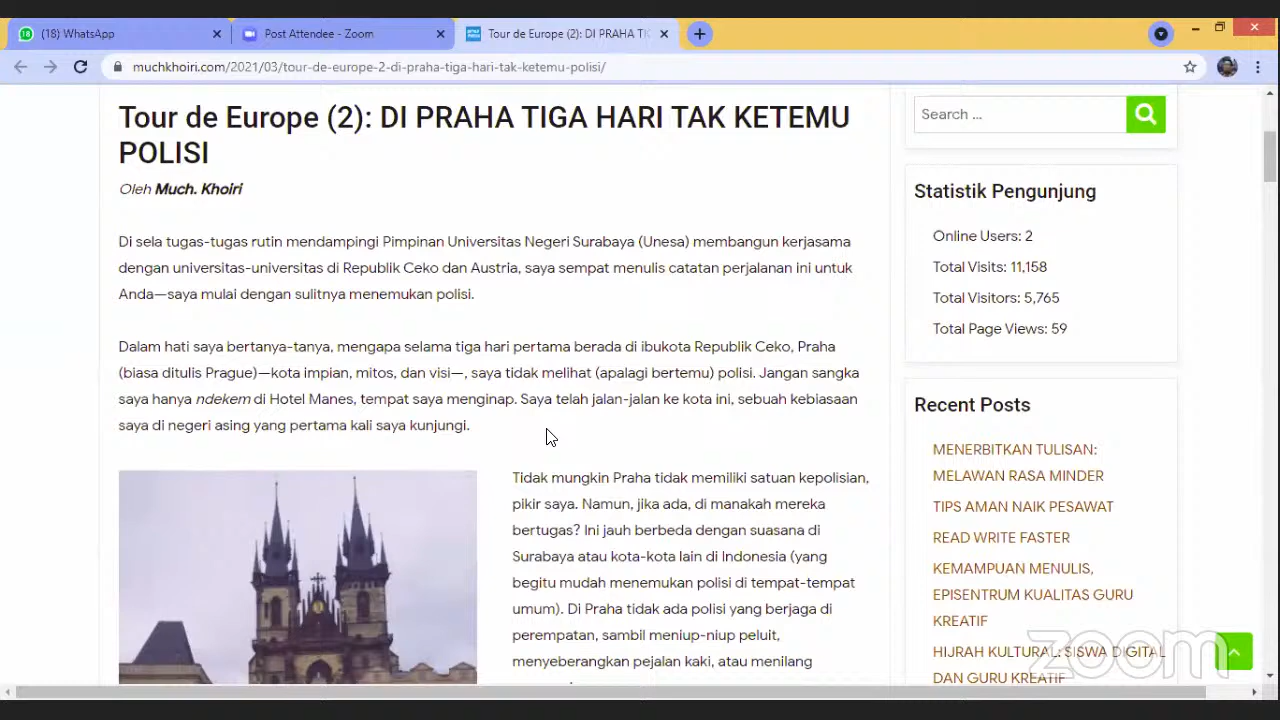 (18) WhatsApp
Post Attendee - Zoom
Tour de Europe (2): DI PRAHA TI
muchkhoiri.com/2021/03/tour-de-europe-2-di-praha-tiga-hari-tak-ketemu-polisi/
Tour de Europe (2): DI PRAHA TIGA HARI TAK KETEMU
POLISI
Oleh Much. Khoiri
Di sela tugas-tugas rutin mendampingi Pimpinan Universitas Negeri Surabaya (Unesa) membangun kerjasama
dengan universitas-universitas di Republik Ceko dan Austria, saya sempat menulis catatan perjalanan ini untuk
Anda—saya mulai dengan sulitnya menemukan polisi.
Dalam hati saya bertanya-tanya, mengapa selama tiga hari pertama berada di ibukota Republik Ceko, Praha
(biasa ditulis Prague)—kota impian, mitos, dan visi—, saya tidak melihat (apalagi bertemu) polisi. Jangan sangka
saya hanya ndekem di Hotel Manes, tempat saya menginap. Saya telah jalan-jalan ke kota ini, sebuah kebiasaan
saya di negeri asing yang pertama kali saya kunjungi.
Tidak mungkin Praha tidak memiliki satuan kepolisian,
pikir saya. Namun, jika ada, di manakah mereka
bertugas? Ini jauh berbeda dengan suasana di
Surabaya atau kota-kota lain di Indonesia (yang
begitu mudah menemukan polisi di tempat-tempat
umum). Di Praha tidak ada polisi yang berjaga di
perempatan, sambil meniup-niup peluit,
menyeberangkan pejalan kaki, atau menilang
Search ...
Statistik Pengunjung
Online Users: 2
Total Visits: 11,158
Total Visitors: 5,765
Total Page Views: 59
Recent Posts
MENERBITKAN TULISAN:
MELAWAN RASA MINDER
TIPS AMAN NAIK PESAWAT
READ WRITE FASTER
KEMAMPUAN MENULIS,
EPISENTRUM KUALITAS GURU
KREATIF
HIJRAH KULTURAL: SISWA DIGITAL
DAN GURU KREATIF
zoom